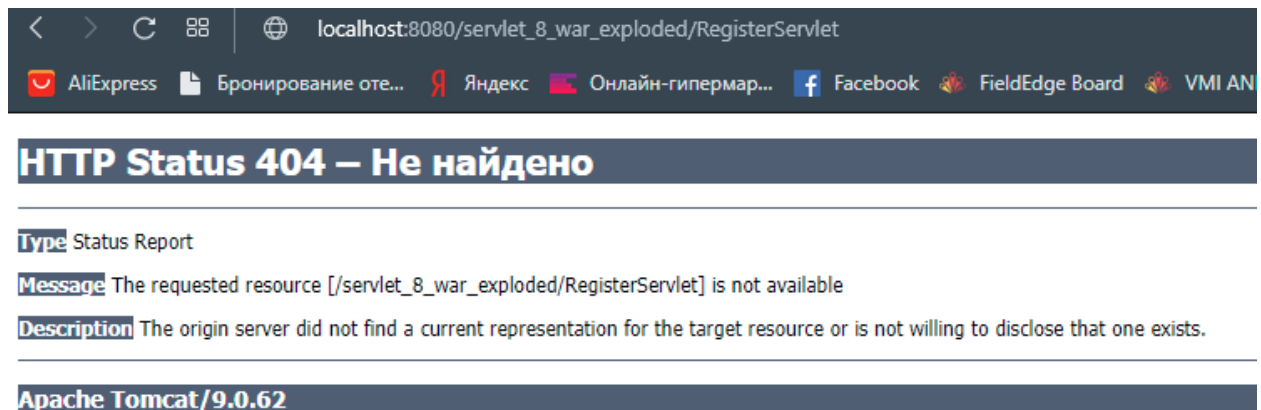 localhost:8080/servlet_8_war_exploded/RegisterServlet
AliExpress Бронирование оте... Яндекс Онлайн-гипермар... Facebook FieldEdge Board VMI ANI
HTTP Status 404 – Не найдено
Type Status Report
Message The requested resource [/servlet_8_war_exploded/RegisterServlet] is not available
Description The origin server did not find a current representation for the target resource or is not willing to disclose that one exists.
Apache Tomcat/9.0.62